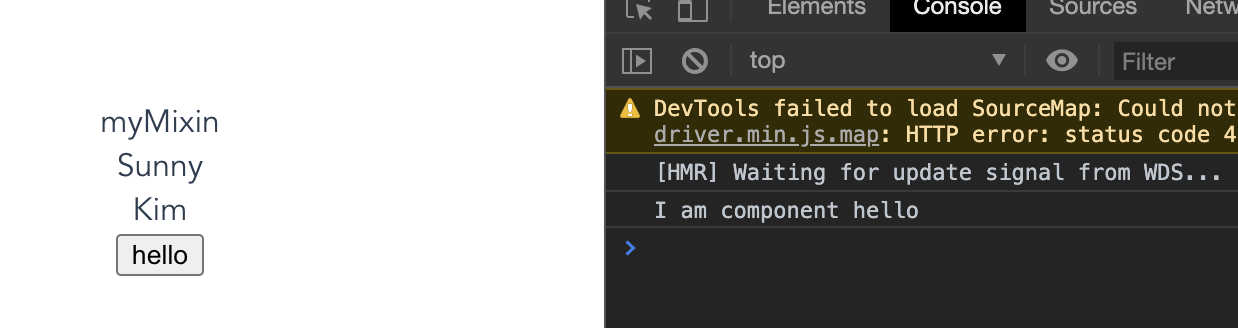 myMixin
Sunny
Kim
hello
Elements Console Sources Netw
top Filter
DevTools failed to load SourceMap: Could not
driver.min.js.map: HTTP error: status code 4
[HMR] Waiting for update signal from WDS...
I am component hello